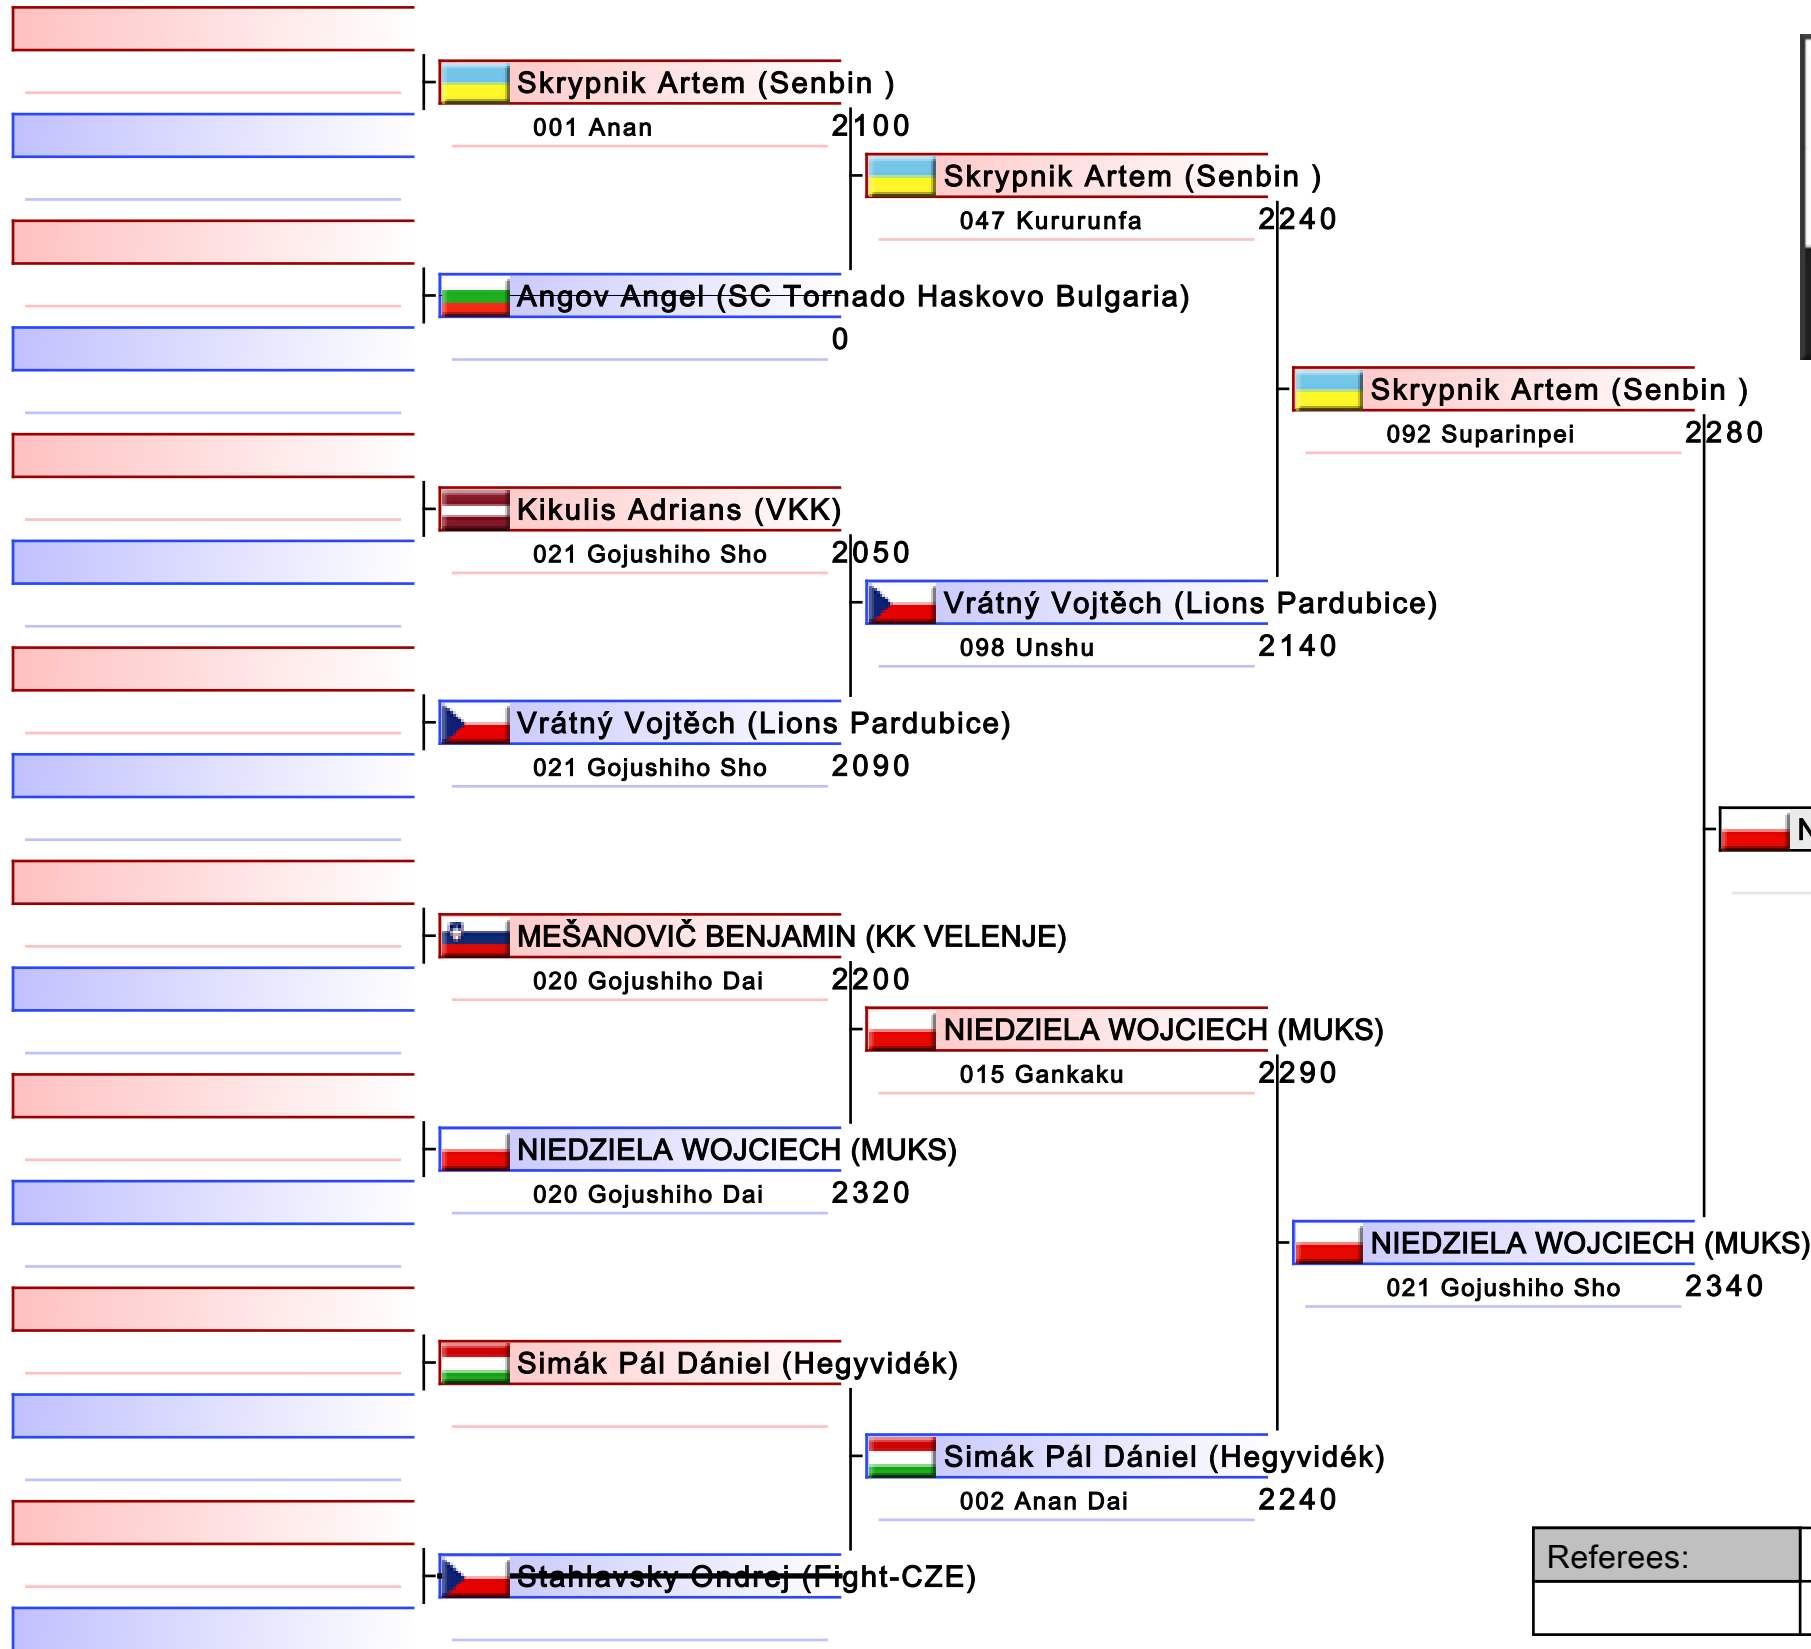 Skrypnik Artem (Senbin )
001 Anan 2100
Skrypnik Artem (Senbin )
047 Kururunfa 2240
Angov Angel (SC Tornado Haskovo Bulgaria)
0
Skrypnik Artem (Senbin )
092 Suparinpei 2280
Kikulis Adrians (VKK)
021 Gojushiho Sho 2050
Vrátný Vojtěch (Lions Pardubice)
098 Unshu 2140
Vrátný Vojtěch (Lions Pardubice)
021 Gojushiho Sho 2090
MEŠANOVIČ BENJAMIN (KK VELENJE)
020 Gojushiho Dai 2200
NIEDZIELA WOJCIECH (MUKS)
015 Gankaku 2290
NIEDZIELA WOJCIECH (MUKS)
020 Gojushiho Dai 2320
NIEDZIELA WOJCIECH (MUKS)
021 Gojushiho Sho 2340
Simák Pál Dániel (Hegyvidék)
Simák Pál Dániel (Hegyvidék)
002 Anan Dai 2240
Stahlavsky Ondrej (Fight-CZE)
Referees: